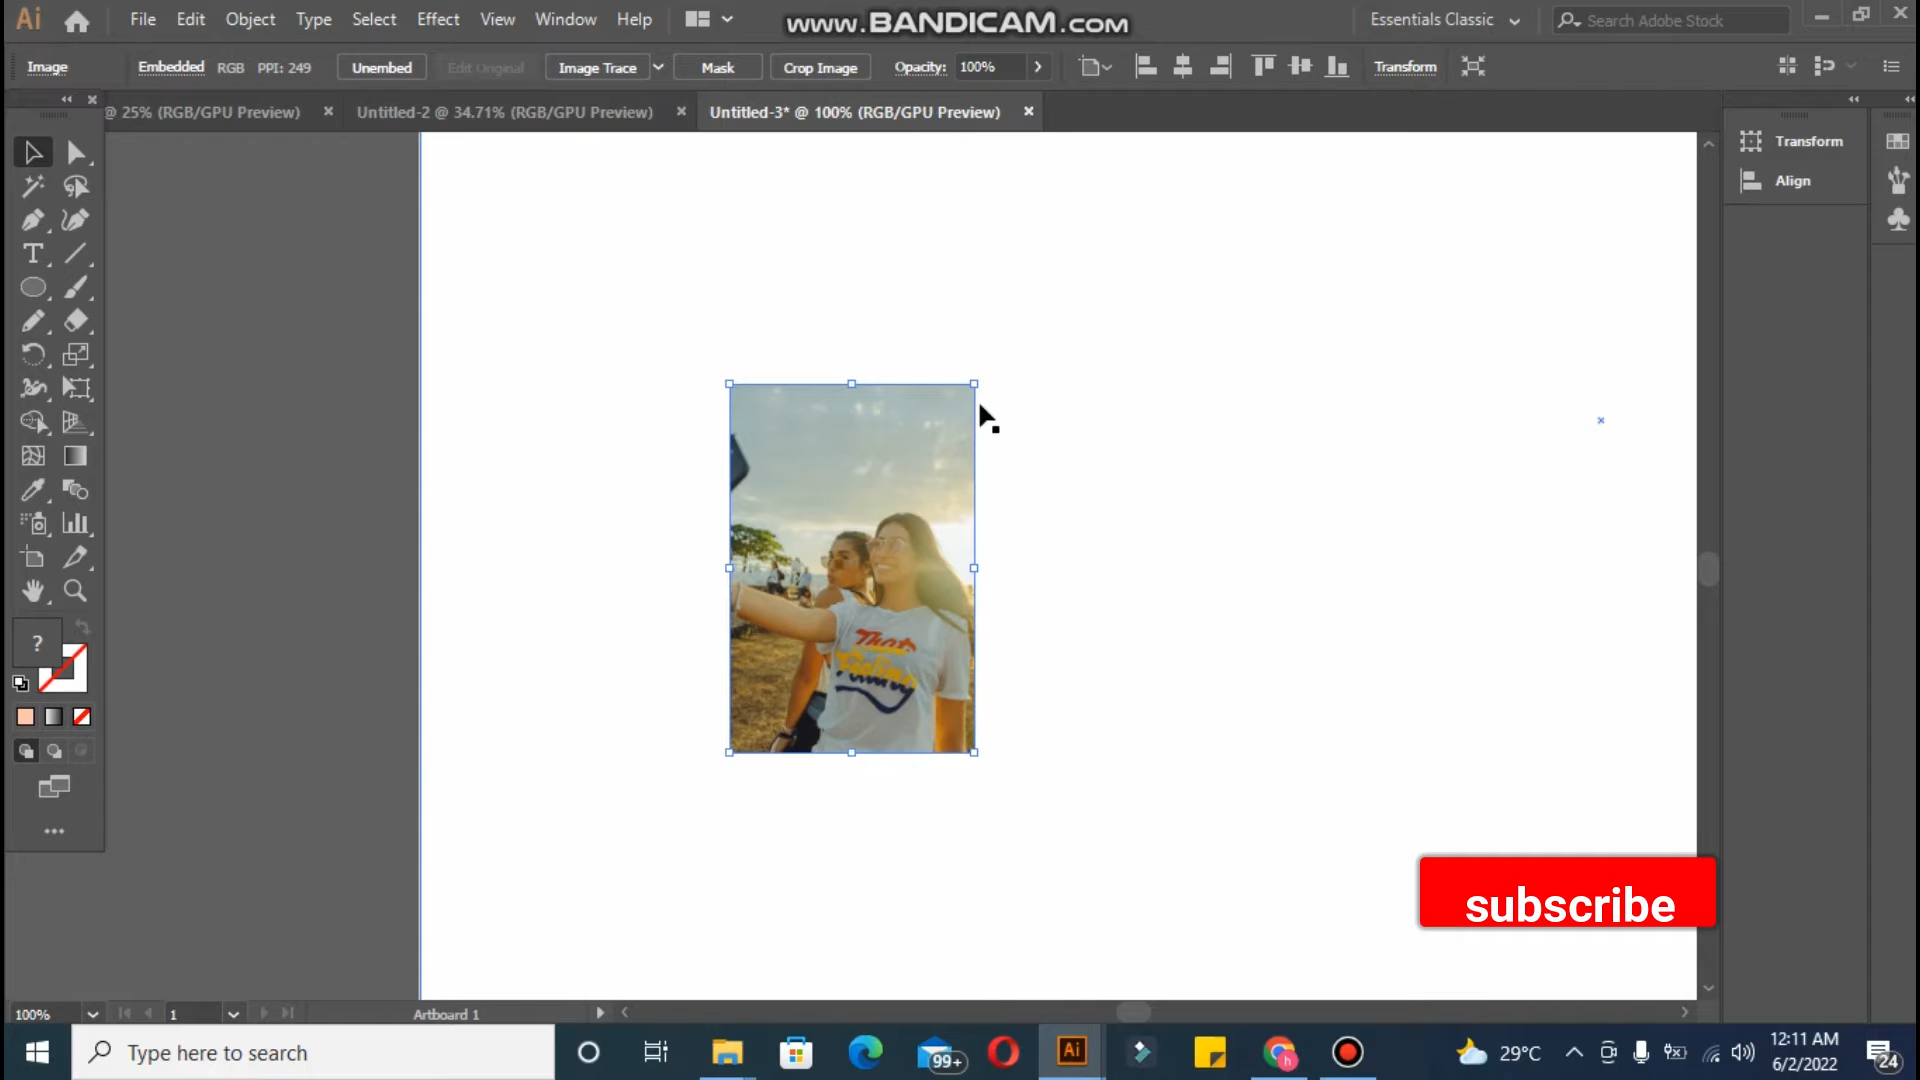 Ai File Edit Object Type Select Effect View Window Help www.BANDICAM.com Essentials Classic Search Adobe Stock
Image Embedded RGB PPI: 249 Unembed Edit Original Image Trace Mask Crop Image Opacity: 100% Transform
@ 25% (RGB/GPU Preview) × Untitled-2 @ 34.71% (RGB/GPU Preview) × Untitled-3* @ 100% (RGB/GPU Preview) ×
Transform
Align
?
That
Feeling
subscribe
100% 1 Artboard 1
Type here to search 99+ Ai 29°C 12:11 AM
6/2/2022 24